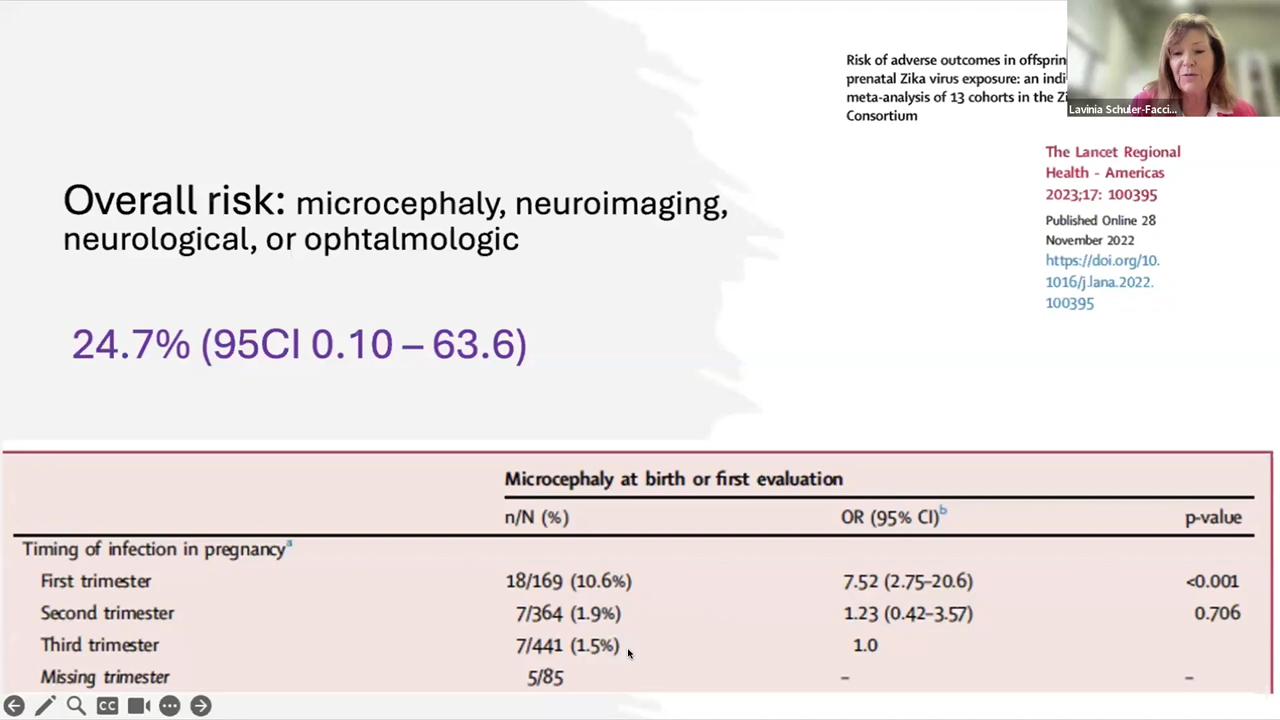 Risk of adverse outcomes in
prenatal Zika virus exposure: an
meta-analysis of 13 cohorts in the
Consortium
Lavinia Schuler-Facci...
The Lancet Regional
Health - Americas
2023;17: 100395
Published Online 28
November 2022
https://doi.org/10.
1016/j.lana.2022.
100395
Overall risk: microcephaly, neuroimaging,
neurological, or ophtalmologic
24.7% (95CI 0.10 – 63.6)
Microcephaly at birth or first evaluation
n/N (%) OR (95% CI)b p-value
Timing of infection in pregnancya
First trimester 18/169 (10.6%) 7.52 (2.75–20.6) <0.001
Second trimester 7/364 (1.9%) 1.23 (0.42–3.57) 0.706
Third trimester 7/441 (1.5%) 1.0
Missing trimester 5/85 – –
CC